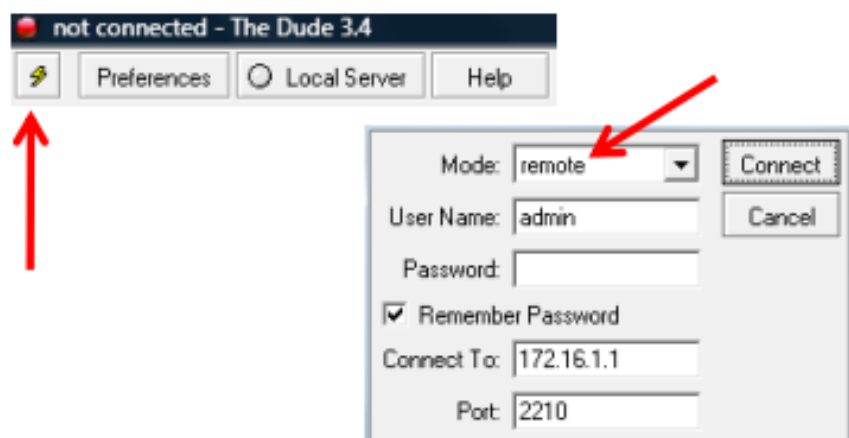 not connected - The Dude 3.4
Preferences Local Server Help
Mode: remote Connect
User Name: admin Cancel
Password:
Remember Password
Connect To: 172.16.1.1
Port: 2210